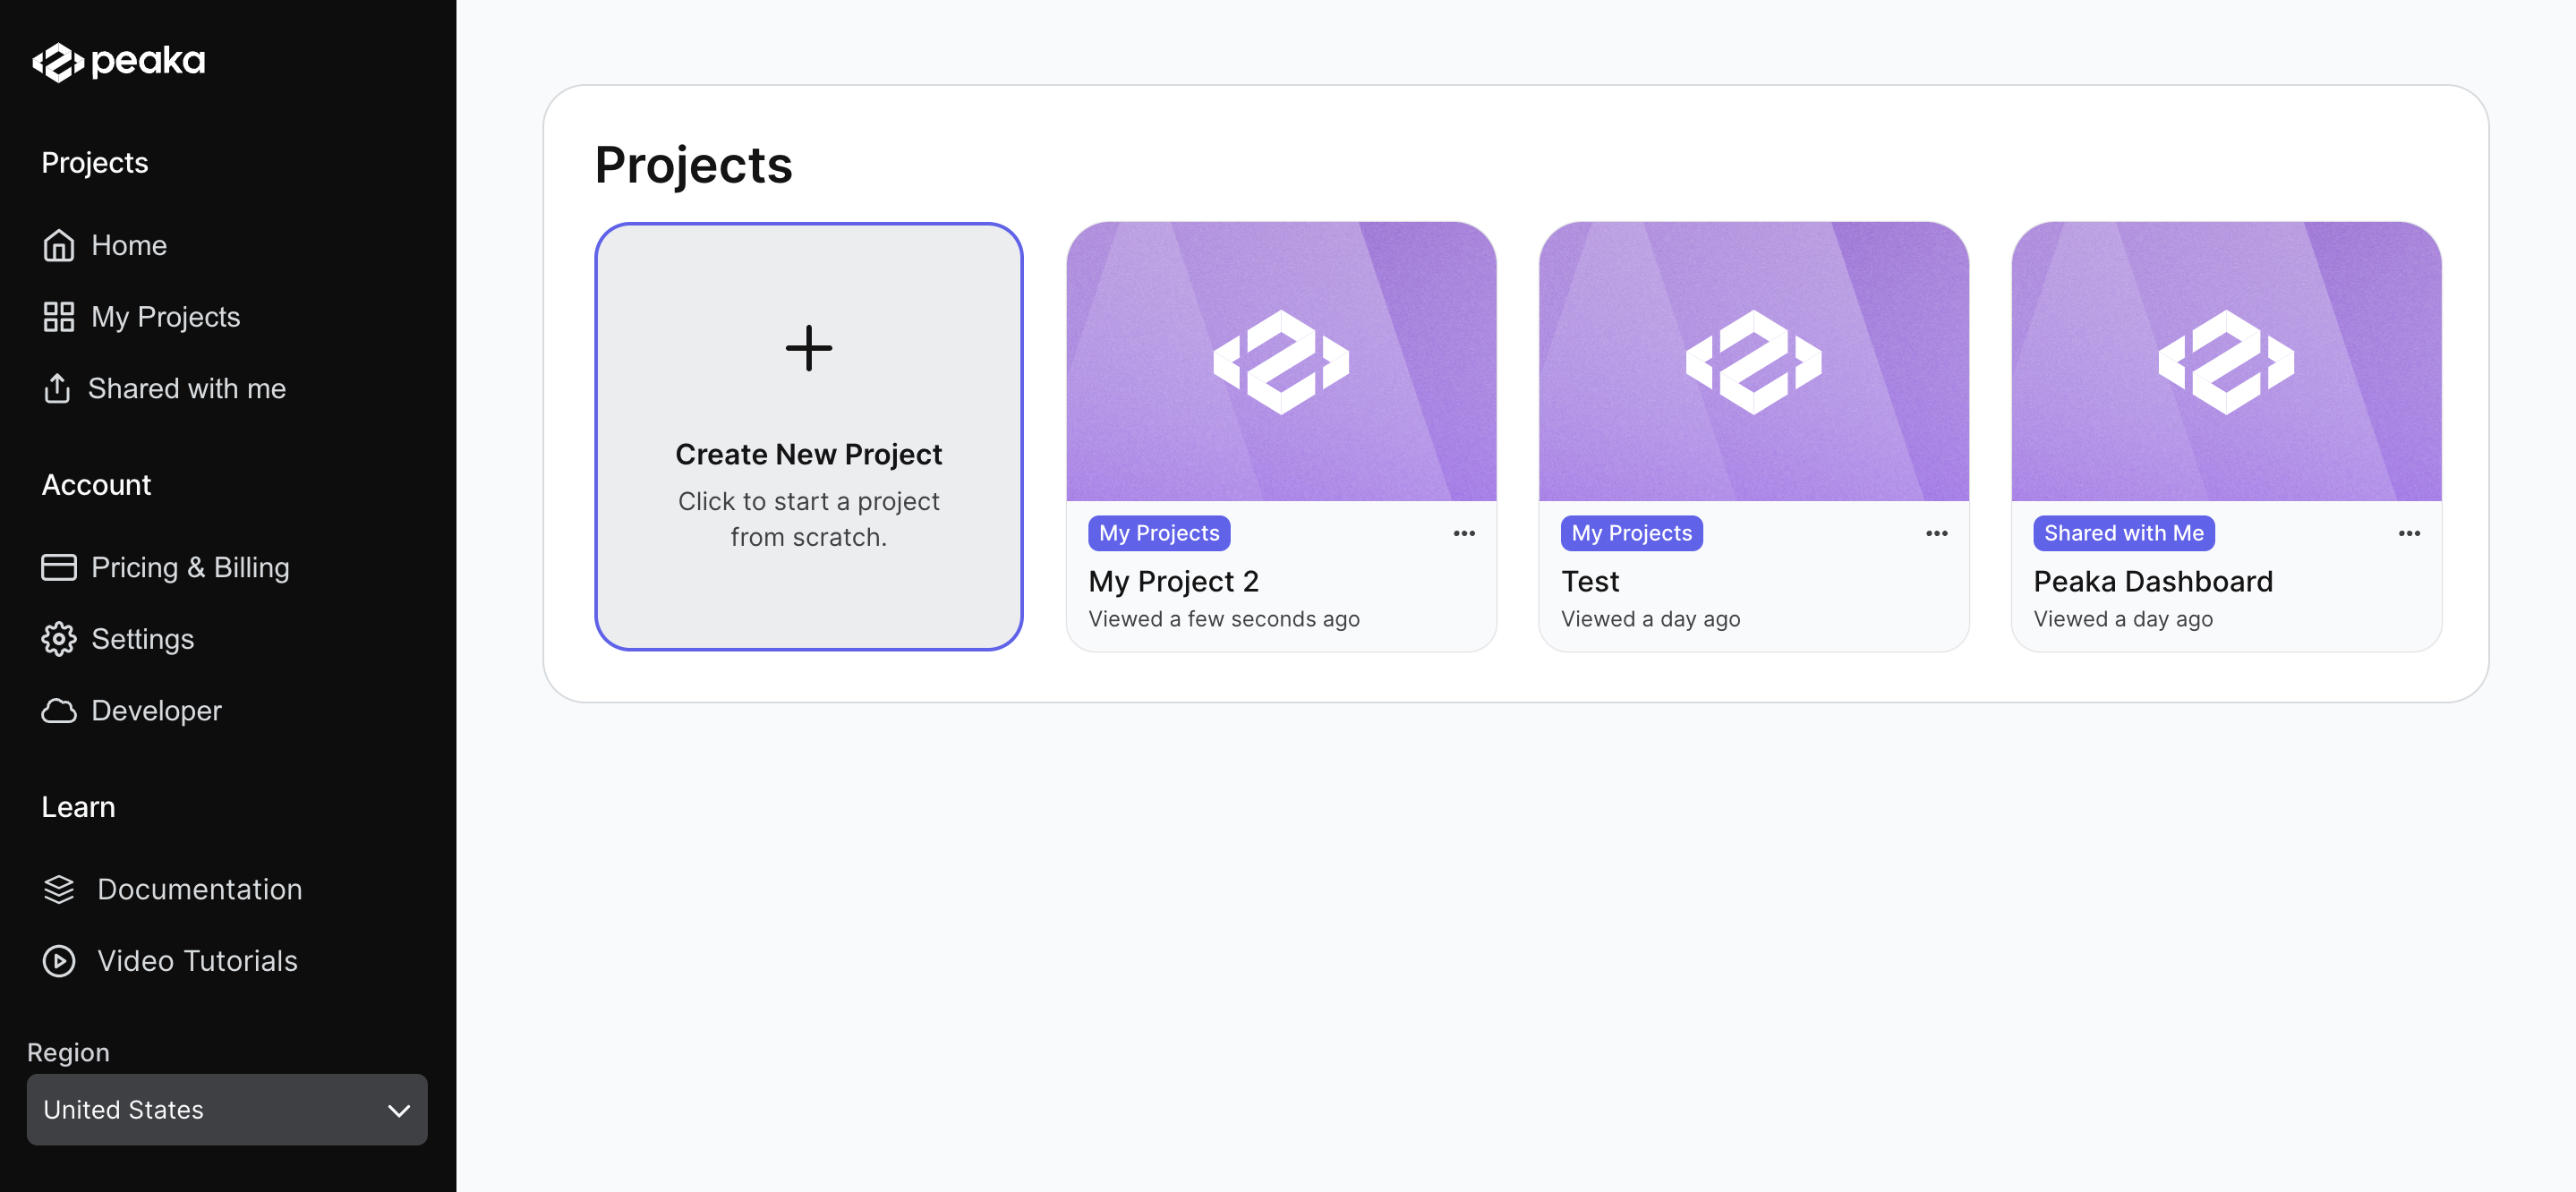 peaka
Projects
Home
My Projects
Shared with me
Account
Pricing & Billing
Settings
Developer
Learn
Documentation
Video Tutorials
Region
United States
Projects
Create New Project
Click to start a project
from scratch.
My Projects
My Project 2
Viewed a few seconds ago
My Projects
Test
Viewed a day ago
Shared with Me
Peaka Dashboard
Viewed a day ago